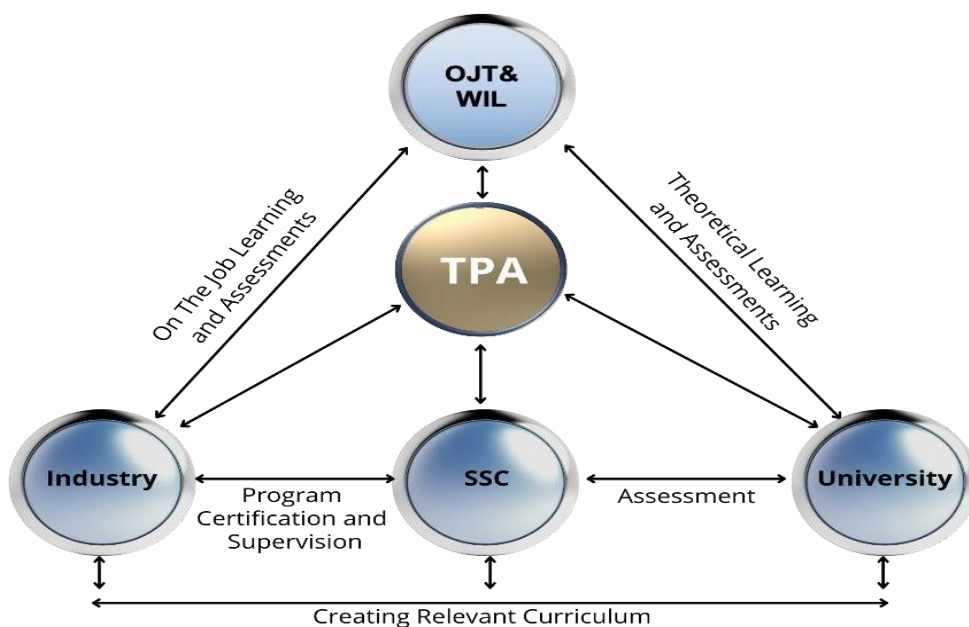 OJT&
WIL
On The Job Learning
and Assessments
Theoretical Learning
and Assessments
TPA
Industry
SSC
University
Program
Certification and
Supervision
Assessment
Creating Relevant Curriculum